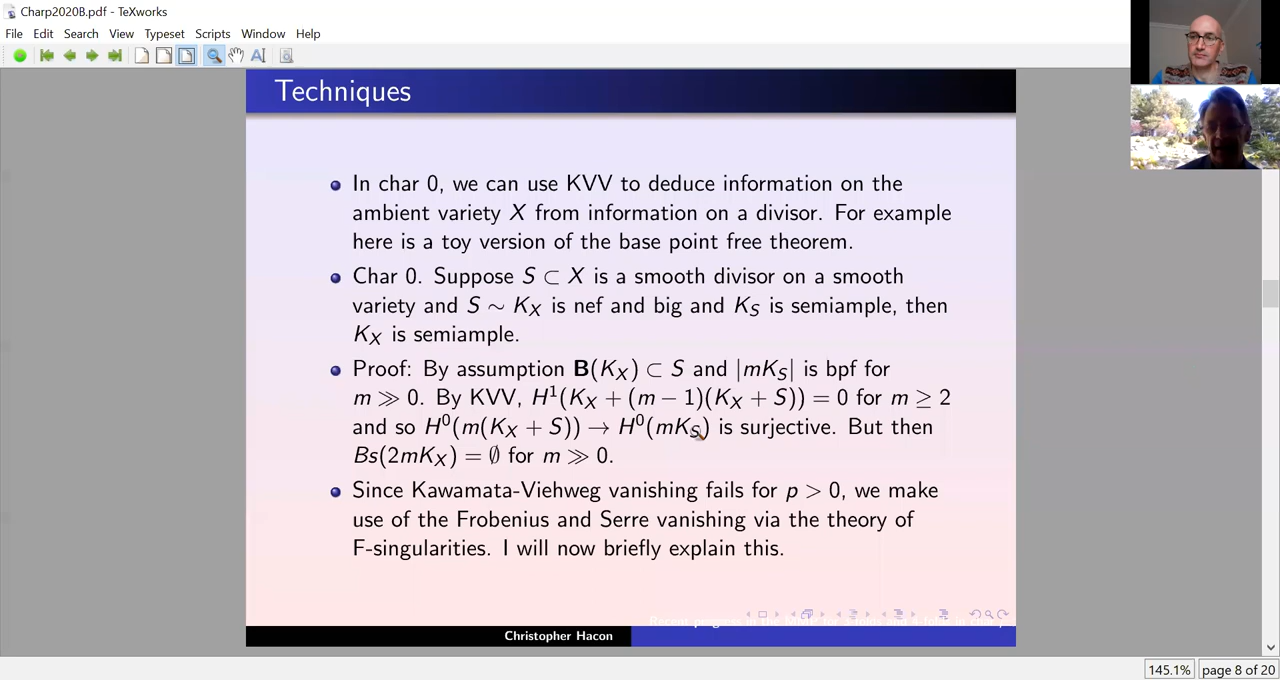 Charp2020B.pdf - TeXworks
File Edit Search View Typeset Scripts Window Help
Techniques
In char 0, we can use KVV to deduce information on the
ambient variety X from information on a divisor. For example
here is a toy version of the base point free theorem.
Char 0. Suppose S ⊂ X is a smooth divisor on a smooth
variety and S ∼ K_X is nef and big and K_S is semiample, then
K_X is semiample.
Proof: By assumption B(K_X) ⊂ S and |mK_S| is bpf for
m ≫ 0. By KVV, H^1(K_X + (m − 1)(K_X + S)) = 0 for m ≥ 2
and so H^0(m(K_X + S)) → H^0(mK_S) is surjective. But then
Bs(2mK_X) = ∅ for m ≫ 0.
Since Kawamata-Viehweg vanishing fails for p > 0, we make
use of the Frobenius and Serre vanishing via the theory of
F-singularities. I will now briefly explain this.
Christopher Hacon
145.1% page 8 of 20